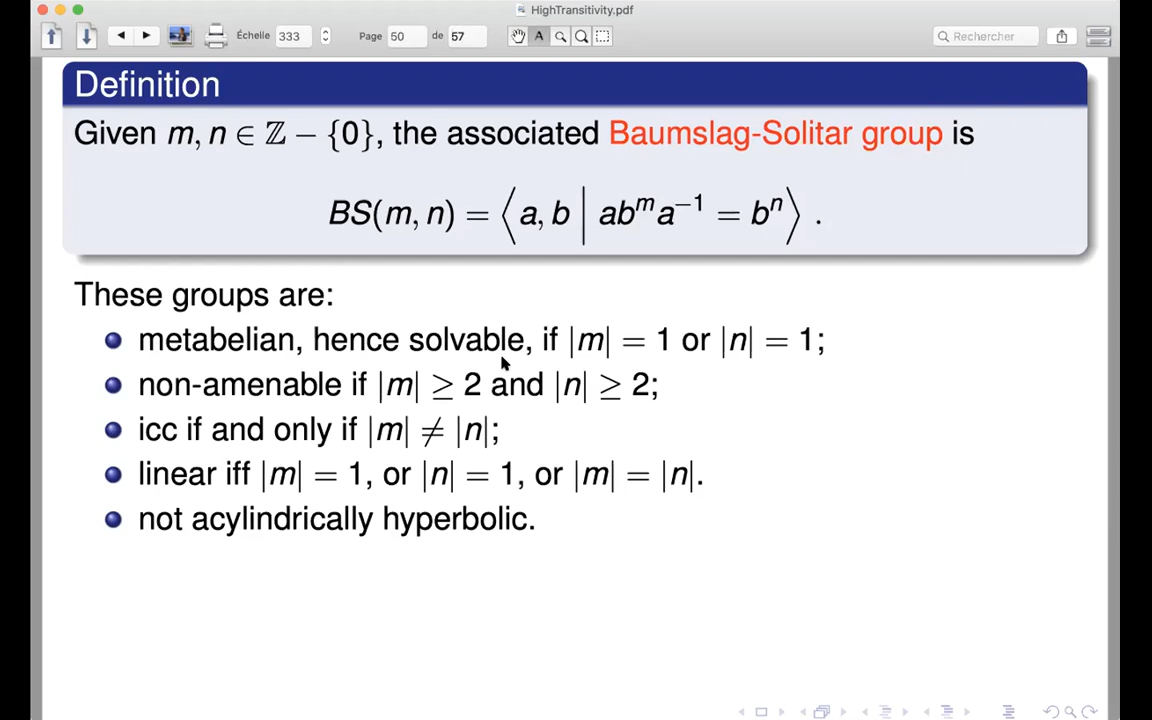 HighTransitivity.pdf
Échelle 333 Page 50 de 57 A Rechercher
Definition
Given m, n ∈ ℤ − {0}, the associated Baumslag-Solitar group is
BS(m, n) = ⟨a, b | abᵐa⁻¹ = bⁿ⟩ .
These groups are:
metabelian, hence solvable, if |m| = 1 or |n| = 1;
non-amenable if |m| ≥ 2 and |n| ≥ 2;
icc if and only if |m| ≠ |n|;
linear iff |m| = 1, or |n| = 1, or |m| = |n|.
not acylindrically hyperbolic.